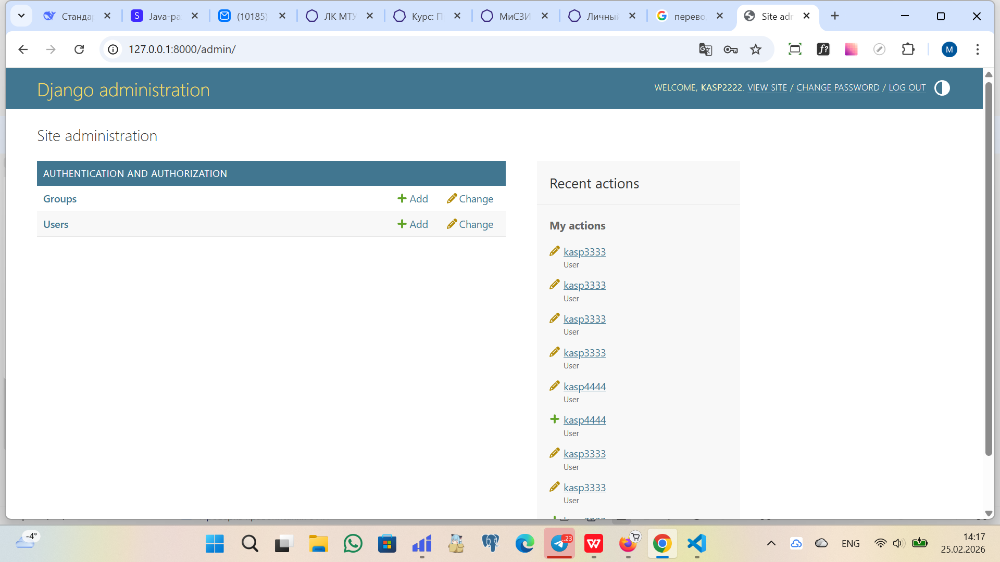 Стандар
Java-ра
(10185)
ЛК МТУ
Курс: П
МиСЗИ
Личный
перево
Site adr
127.0.0.1:8000/admin/
M
Django administration
WELCOME, KASP2222. VIEW SITE / CHANGE PASSWORD / LOG OUT
Site administration
AUTHENTICATION AND AUTHORIZATION
Groups Add Change
Users Add Change
Recent actions
My actions
kasp3333
User
kasp3333
User
kasp3333
User
kasp3333
User
kasp4444
User
kasp4444
User
kasp3333
User
kasp3333
User
-4°
..23
ENG
14:17
25.02.2026